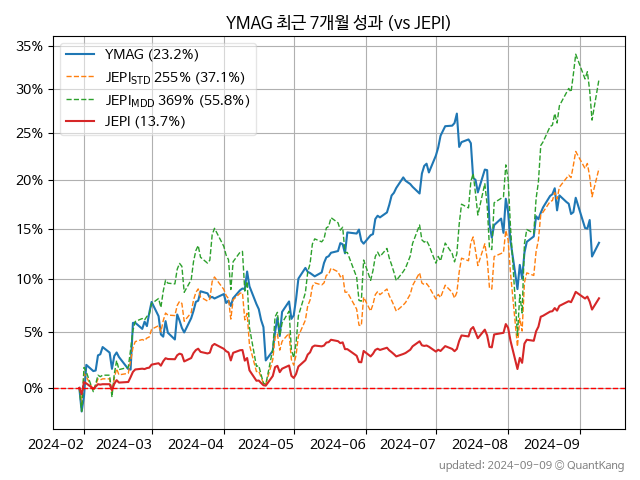 YMAG 최근 7개월 성과 (vs JEPI)
YMAG (23.2%)
JEPI_STD 255% (37.1%)
JEPI_MDD 369% (55.8%)
JEPI (13.7%)
35%
30%
25%
20%
15%
10%
5%
0%
2024-02 2024-03 2024-04 2024-05 2024-06 2024-07 2024-08 2024-09
updated: 2024-09-09 © QuantKang